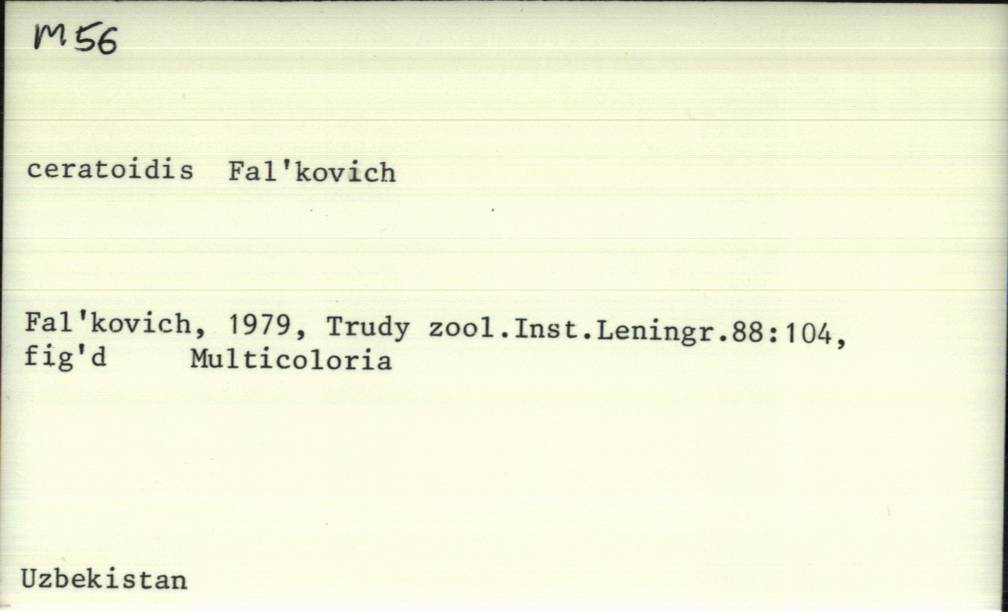 M56
ceratoidis Fal'kovich
Fal'kovich, 1979, Trudy zool.Inst.Leningr.88:104,
fig'd Multicoloria
Uzbekistan